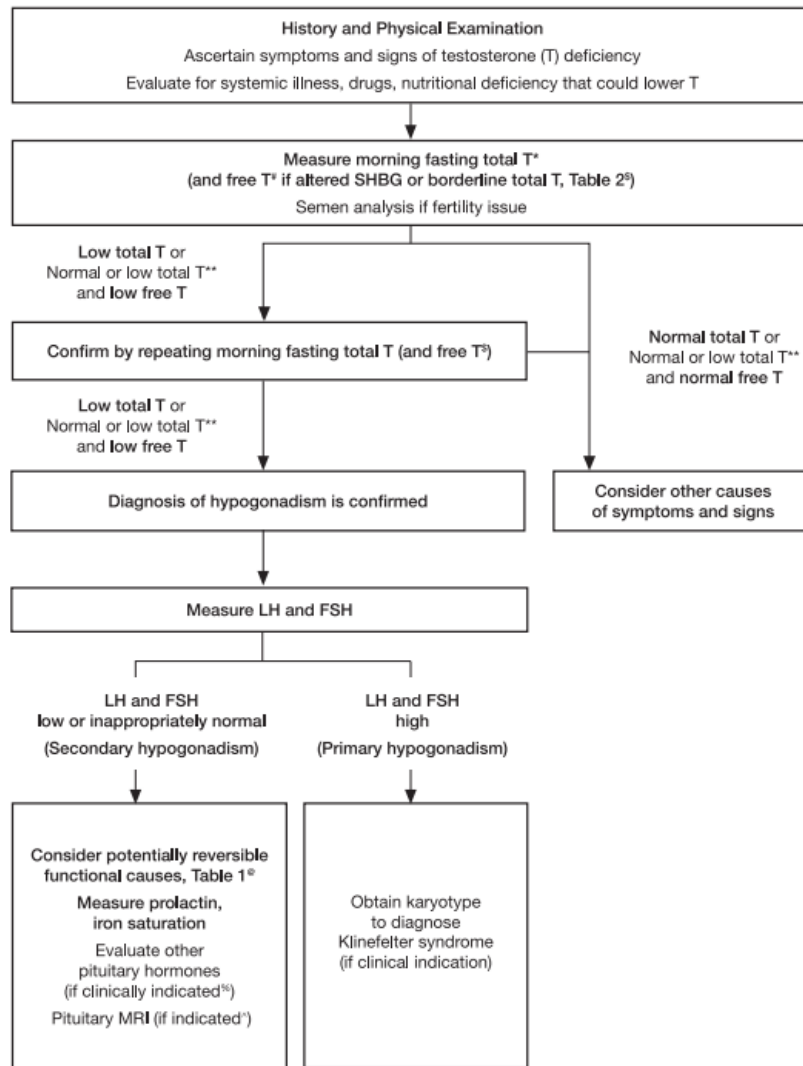 History and Physical Examination
Ascertain symptoms and signs of testosterone (T) deficiency
Evaluate for systemic illness, drugs, nutritional deficiency that could lower T
Measure morning fasting total T*
(and free T¥ if altered SHBG or borderline total T, Table 2$)
Semen analysis if fertility issue
Low total T or
Normal or low total T**
and low free T
Confirm by repeating morning fasting total T (and free T$)
Normal total T or
Normal or low total T**
and normal free T
Low total T or
Normal or low total T**
and low free T
Diagnosis of hypogonadism is confirmed
Consider other causes
of symptoms and signs
Measure LH and FSH
LH and FSH
low or inappropriately normal
(Secondary hypogonadism)
LH and FSH
high
(Primary hypogonadism)
Consider potentially reversible
functional causes, Table 1@
Measure prolactin,
iron saturation
Evaluate other
pituitary hormones
(if clinically indicated%)
Pituitary MRI (if indicated^)
Obtain karyotype
to diagnose
Klinefelter syndrome
(if clinical indication)